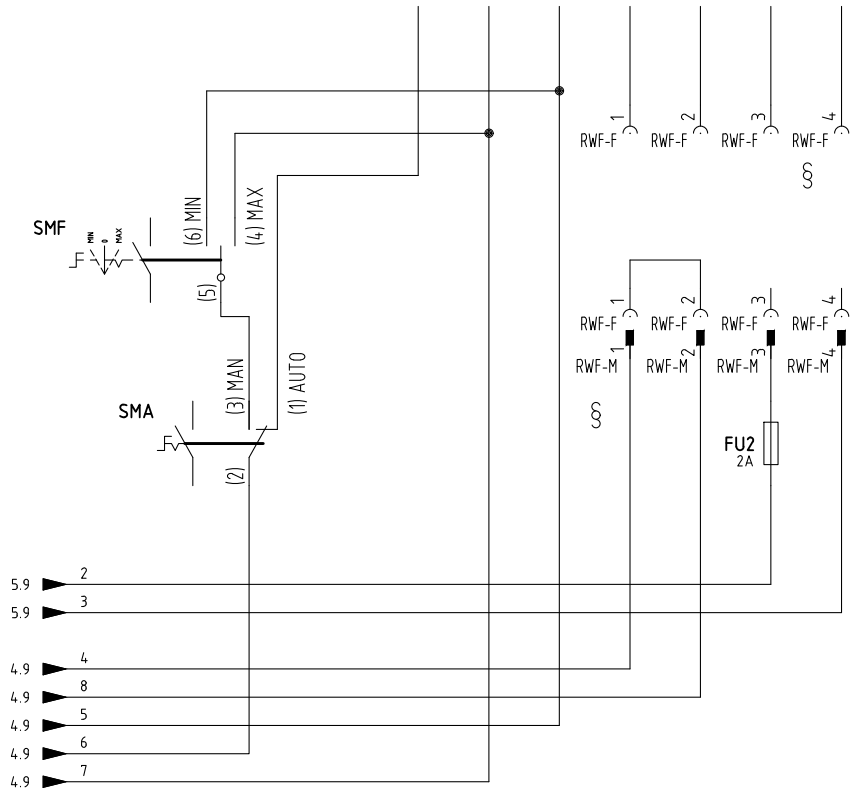 1 2 3 4
RWF-F RWF-F RWF-F RWF-F
§
(6) MIN
(4) MAX
SMF
MIN 0 MAX
(5)
1 2 3 4
RWF-F RWF-F RWF-F RWF-F
1 2 3 4
RWF-M RWF-M RWF-M RWF-M
(3) MAN
(1) AUTO
SMA
§
(2)
FU2
2A
5.9 2
5.9 3
4.9 4
4.9 8
4.9 5
4.9 6
4.9 7